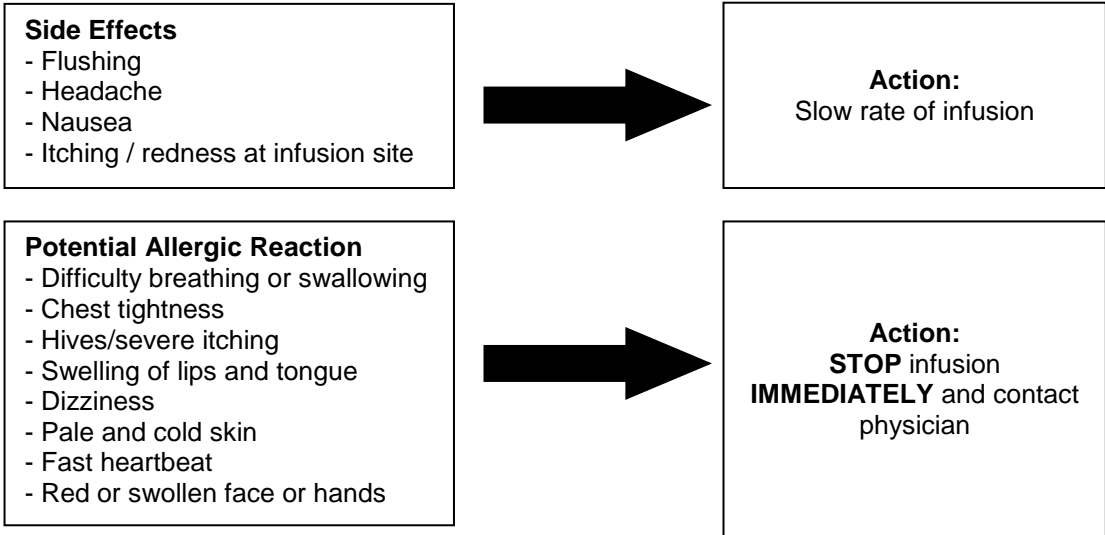 Side Effects
- Flushing
- Headache
- Nausea
- Itching / redness at infusion site
Action:
Slow rate of infusion
Potential Allergic Reaction
- Difficulty breathing or swallowing
- Chest tightness
- Hives/severe itching
- Swelling of lips and tongue
- Dizziness
- Pale and cold skin
- Fast heartbeat
- Red or swollen face or hands
Action:
STOP infusion
IMMEDIATELY and contact
physician